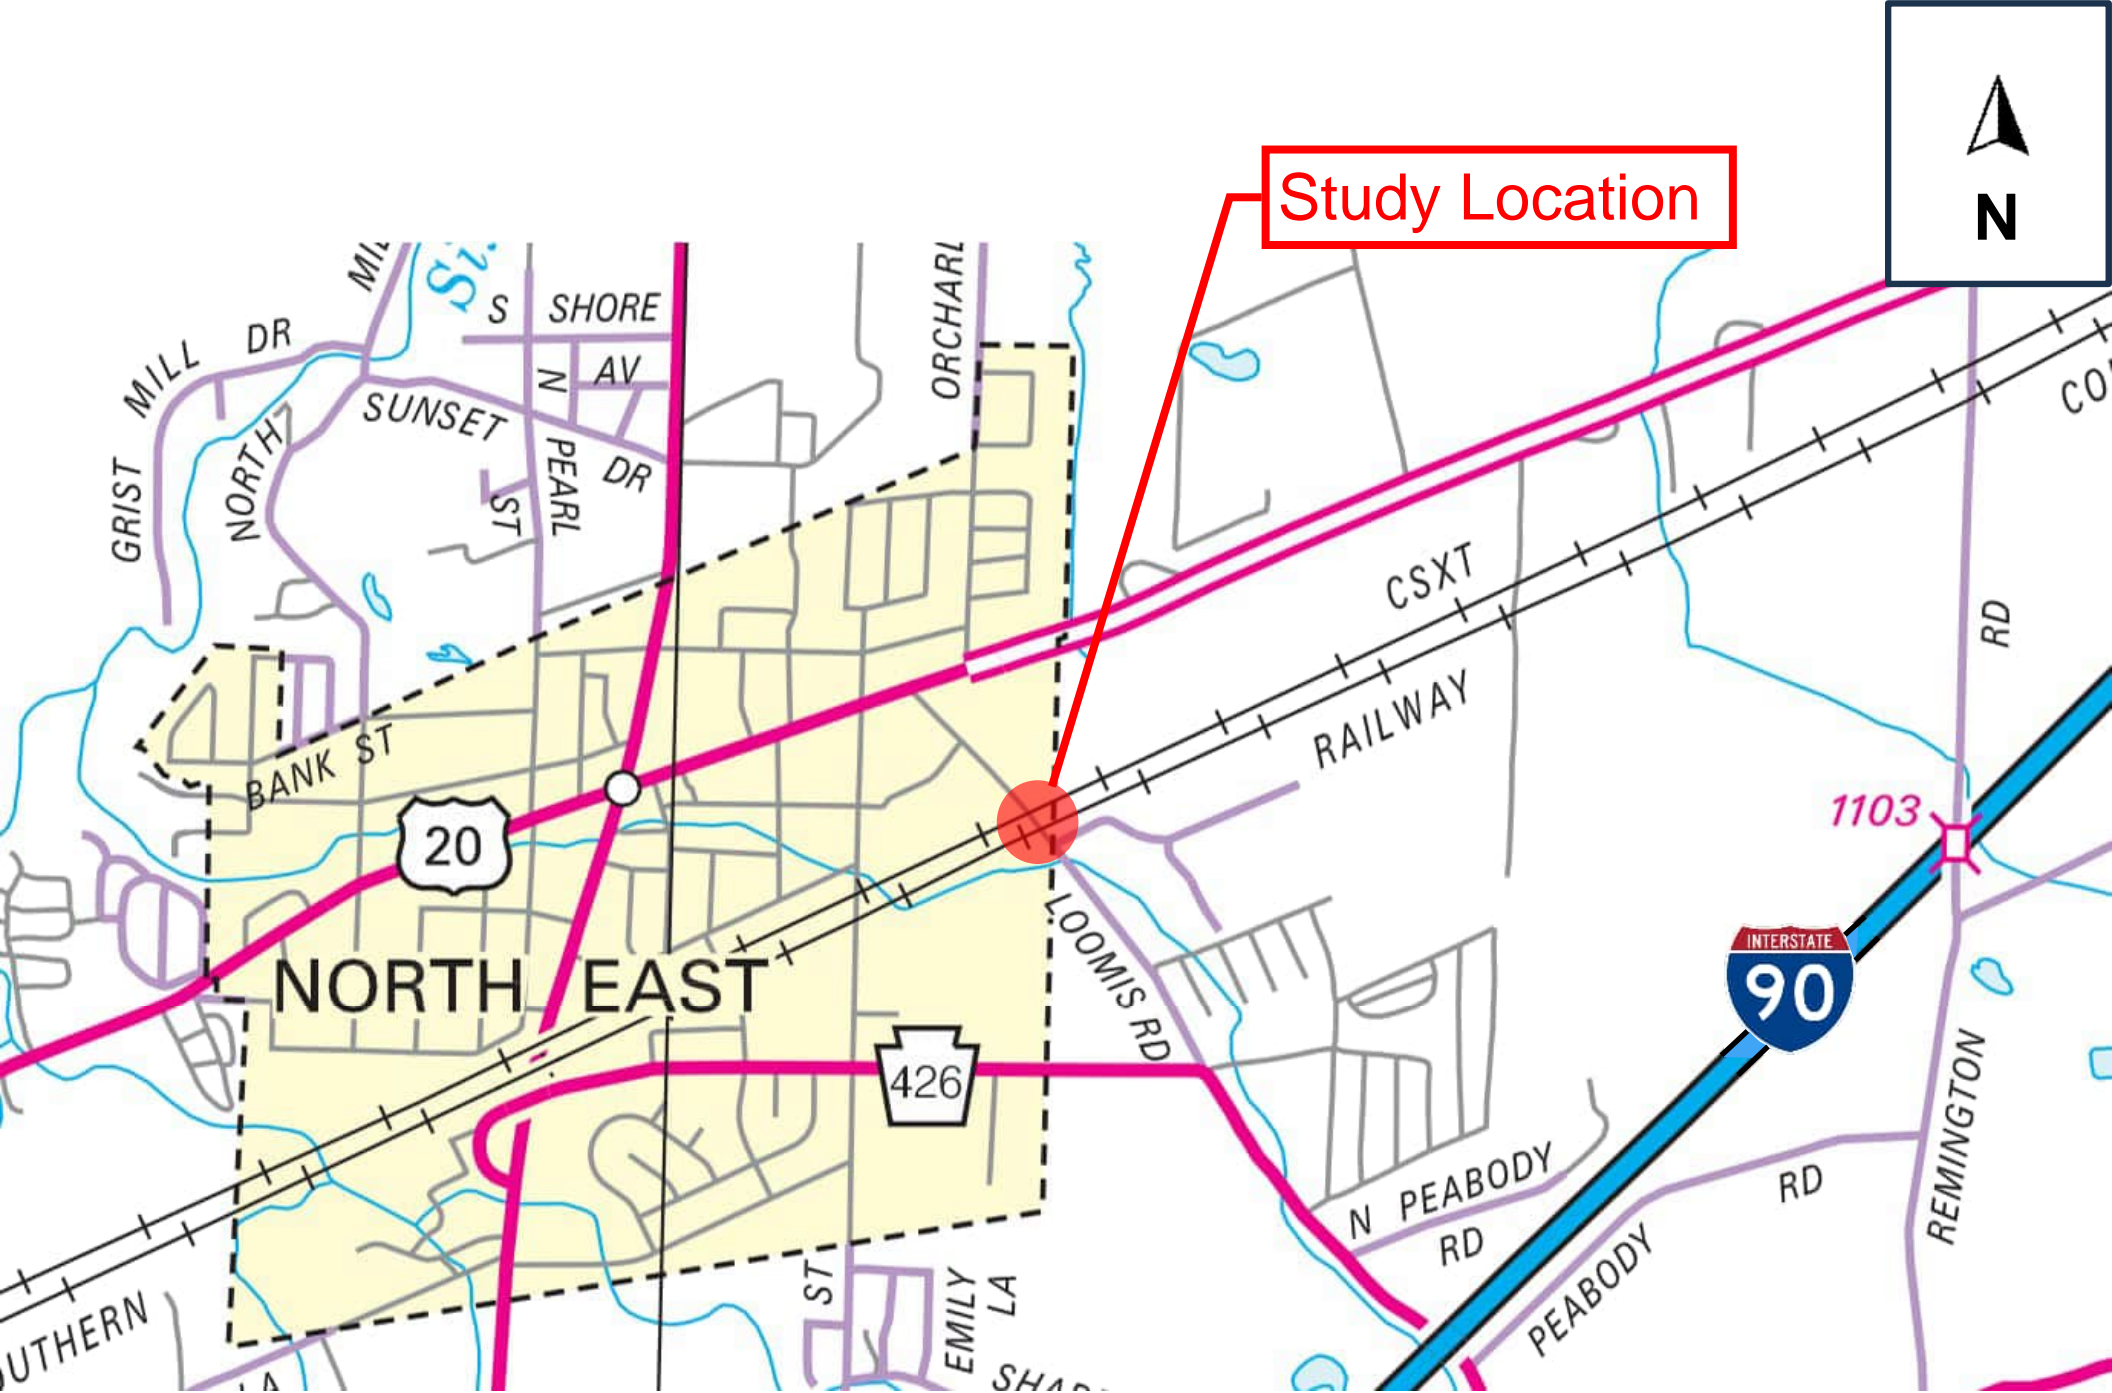 Study Location
N
S SHORE
AV
N
MILL DR
GRIST
NORTH
SUNSET
DR
PEARL
ST
CSXT
RAILWAY
RD
BANK ST
20
1103
NORTH EAST
LOOMIS RD
426
INTERSTATE
90
REMINGTON
N PEABODY
RD
PEABODY
RD
ST
EMILY
LA
LA